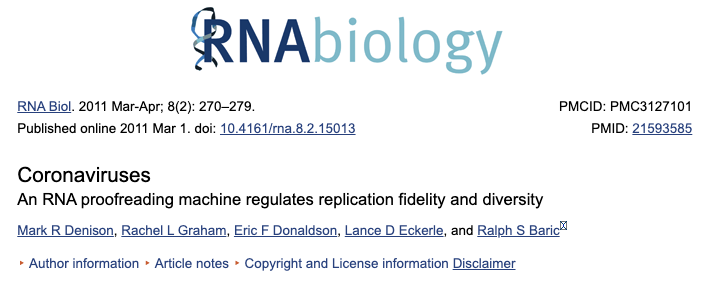 RNAbiology
RNA Biol. 2011 Mar-Apr; 8(2): 270–279.
PMCID: PMC3127101
Published online 2011 Mar 1. doi: 10.4161/rna.8.2.15013
PMID: 21593585
Coronaviruses
An RNA proofreading machine regulates replication fidelity and diversity
Mark R Denison, Rachel L Graham, Eric F Donaldson, Lance D Eckerle, and Ralph S Baric
Author information Article notes Copyright and License information Disclaimer